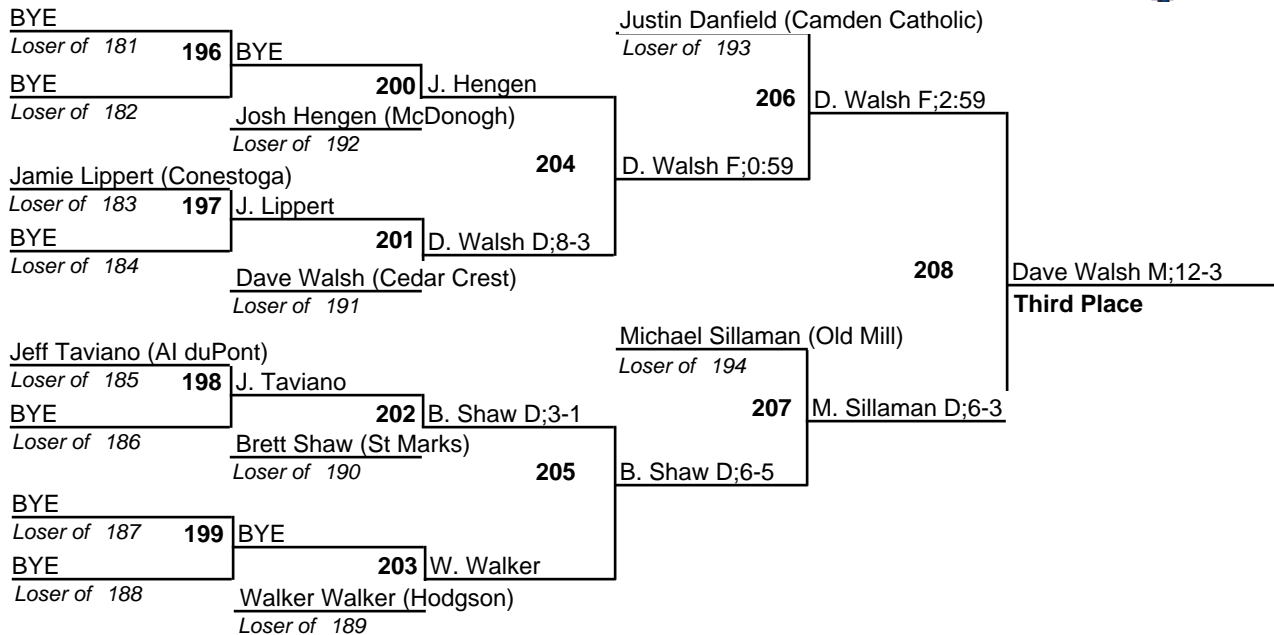 BYE
Loser of 181
196
BYE
BYE
Loser of 182
200
J. Hengen
Josh Hengen (McDonogh)
Loser of 192
Jamie Lippert (Conestoga)
Loser of 183
197
J. Lippert
BYE
Loser of 184
201
D. Walsh D;8-3
Dave Walsh (Cedar Crest)
Loser of 191
204
D. Walsh F;0:59
Justin Danfield (Camden Catholic)
Loser of 193
206
D. Walsh F;2:59
Jeff Taviano (AI duPont)
Loser of 185
198
J. Taviano
BYE
Loser of 186
202
B. Shaw D;3-1
Brett Shaw (St Marks)
Loser of 190
205
B. Shaw D;6-5
BYE
Loser of 187
199
BYE
BYE
Loser of 188
203
W. Walker
Walker Walker (Hodgson)
Loser of 189
Michael Sillaman (Old Mill)
Loser of 194
207
M. Sillaman D;6-3
208
Dave Walsh M;12-3
Third Place